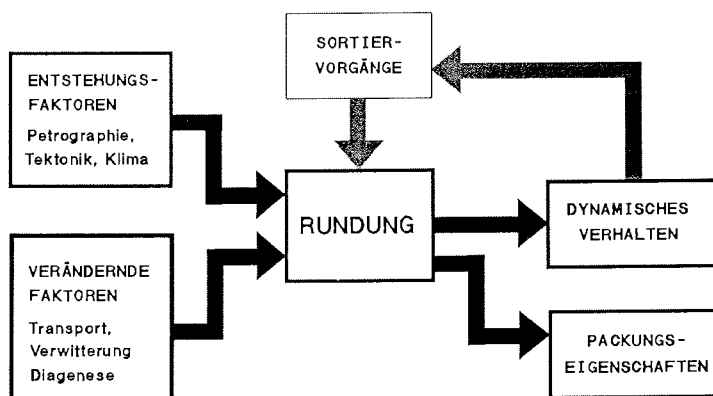 SORTIER-
VORGÄNGE
ENTSTEHUNGS-
FAKTOREN
Petrographie,
Tektonik, Klima
RUNDUNG
DYNAMISCHES
VERHALTEN
VERÄNDERNDE
FAKTOREN
Transport,
Verwitterung
Diagenese
PACKUNGS-
EIGENSCHAFTEN